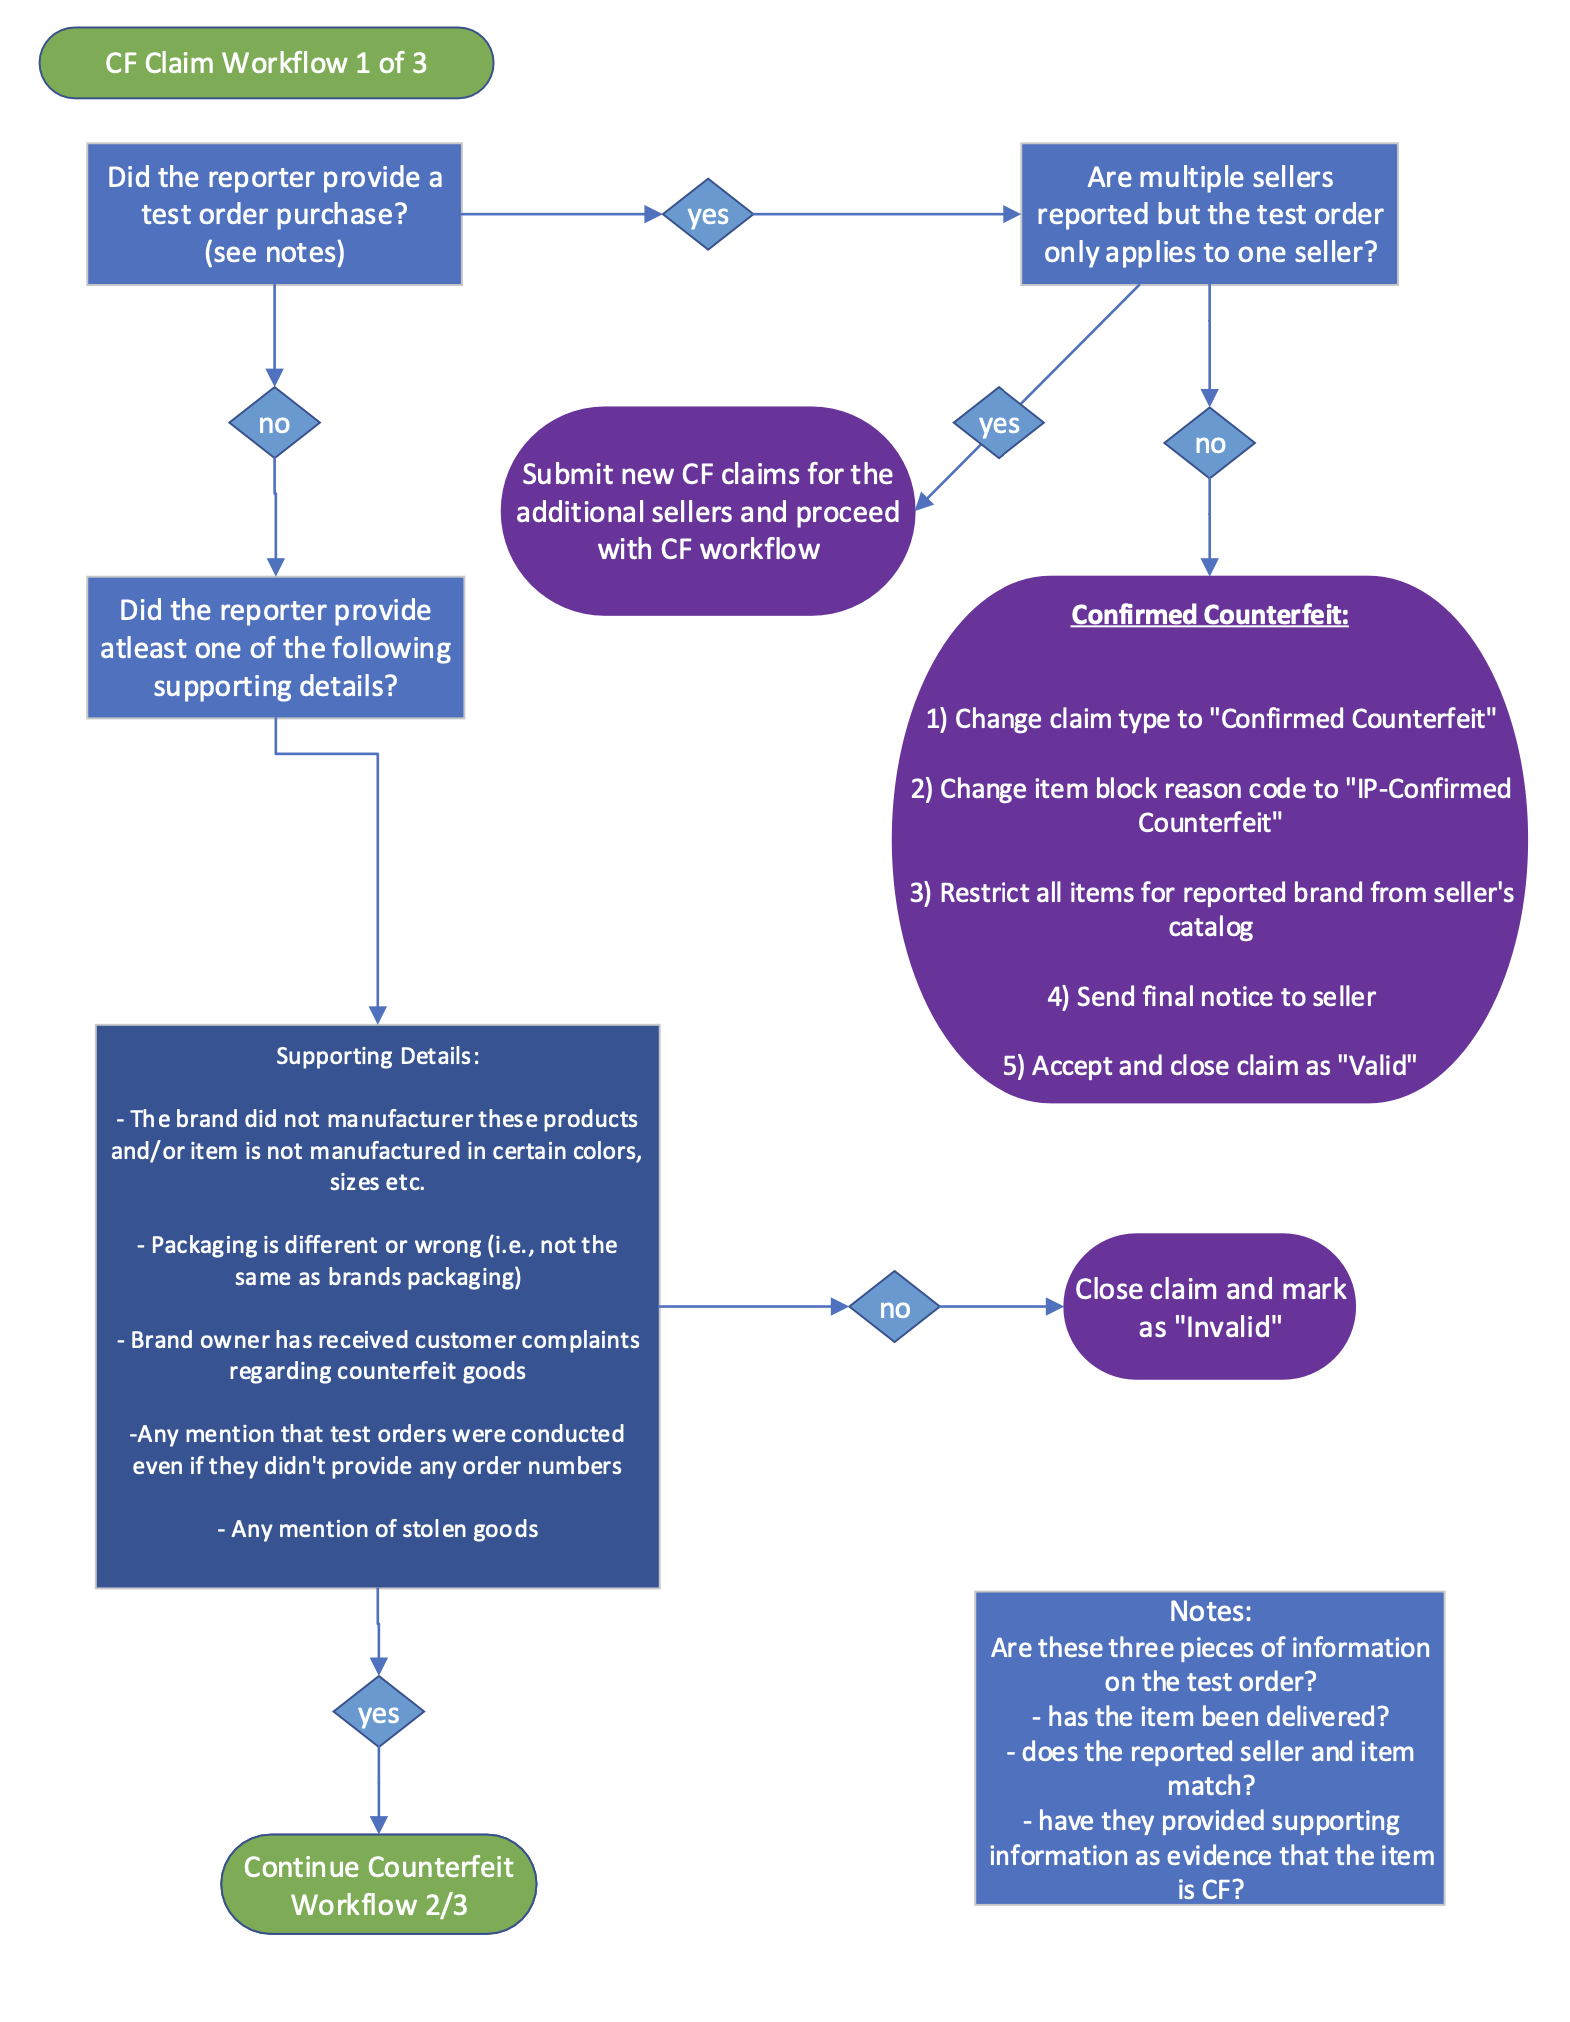 CF Claim Workflow 1 of 3
Did the reporter provide a
test order purchase?
(see notes)
yes
Are multiple sellers
reported but the test order
only applies to one seller?
no
yes
no
Submit new CF claims for the
additional sellers and proceed
with CF workflow
Did the reporter provide
atleast one of the following
supporting details?
Confirmed Counterfeit:
1) Change claim type to "Confirmed Counterfeit"
2) Change item block reason code to "IP-Confirmed
Counterfeit"
3) Restrict all items for reported brand from seller's
catalog
4) Send final notice to seller
5) Accept and close claim as "Valid"
Supporting Details:
- The brand did not manufacturer these products
and/or item is not manufactured in certain colors,
sizes etc.
- Packaging is different or wrong (i.e., not the
same as brands packaging)
- Brand owner has received customer complaints
regarding counterfeit goods
-Any mention that test orders were conducted
even if they didn't provide any order numbers
- Any mention of stolen goods
no
Close claim and mark
as "Invalid"
yes
Continue Counterfeit
Workflow 2/3
Notes:
Are these three pieces of information
on the test order?
- has the item been delivered?
- does the reported seller and item
match?
- have they provided supporting
information as evidence that the item
is CF?